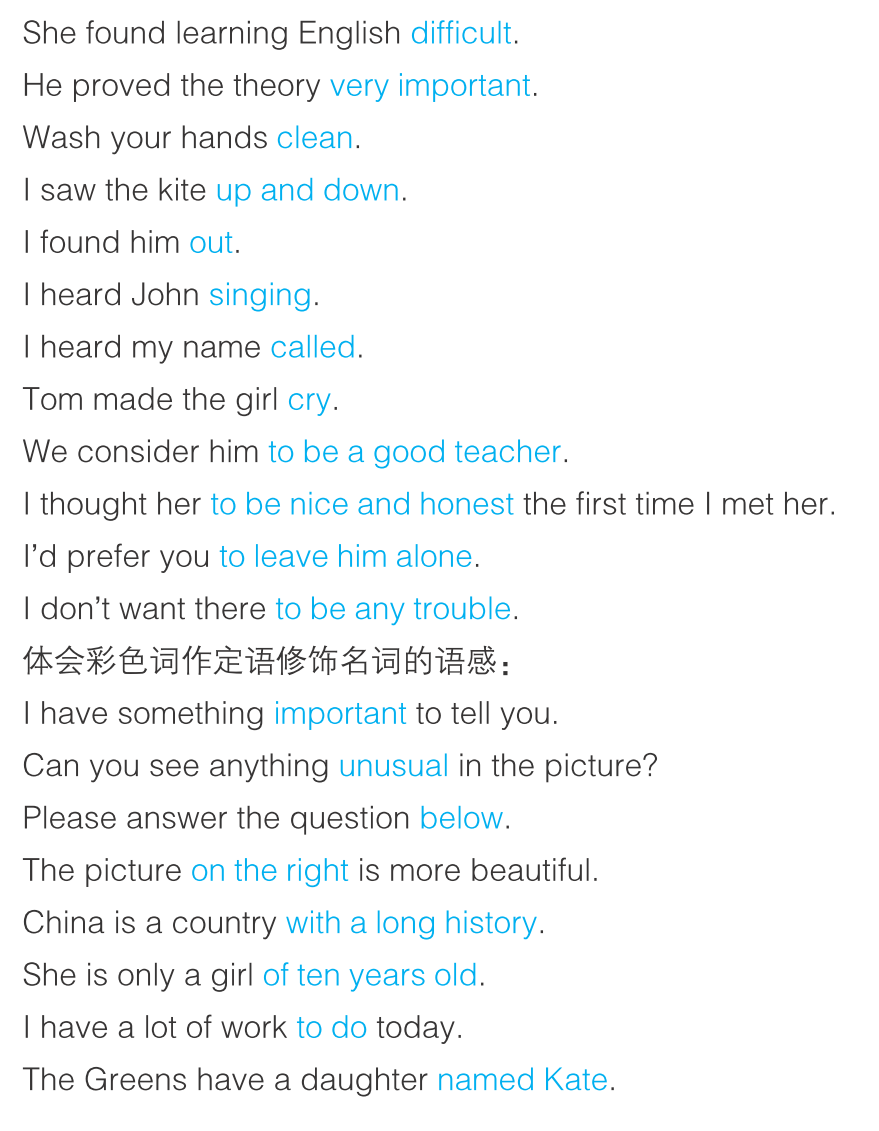 She found learning English difficult.
He proved the theory very important.
Wash your hands clean.
I saw the kite up and down.
I found him out.
I heard John singing.
I heard my name called.
Tom made the girl cry.
We consider him to be a good teacher.
I thought her to be nice and honest the first time I met her.
I’d prefer you to leave him alone.
I don’t want there to be any trouble.
体会彩色词作定语修饰名词的语感：
I have something important to tell you.
Can you see anything unusual in the picture?
Please answer the question below.
The picture on the right is more beautiful.
China is a country with a long history.
She is only a girl of ten years old.
I have a lot of work to do today.
The Greens have a daughter named Kate.